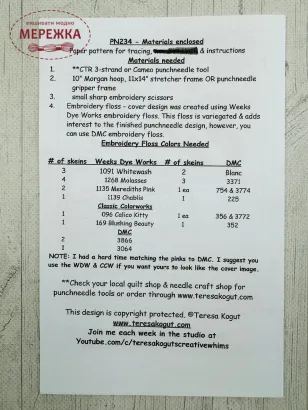 вишиваймо модно
МЕРЕЖКА
PN234 - Materials enclosed
Paper pattern for tracing, & instructions
Materials needed
1. **CTR 3-strand or Cameo punchneedle tool
2. 10" Morgan hoop, 11x14" stretcher frame OR punchneedle
gripper frame
3. small sharp embroidery scissors
4. Embroidery floss - cover design was created using Weeks
Dye Works embroidery floss. This floss is variegated & adds
interest to the finished punchneedle design, however, you
can use DMC embroidery floss.
Embroidery Floss Colors Needed
# of skeins Weeks Dye Works # of skeins DMC
3 1091 Whitewash 2 Blanc
4 1268 Molasses 3 3371
2 1135 Merediths Pink 1 ea 754 & 3774
1 1139 Chablis 1 225
Classic Colorworks
1 096 Calico Kitty 1 ea 356 & 3772
1 169 Blushing Beauty 1 352
DMC
2 3866
1 3064
NOTE: I had a hard time matching the pinks to DMC. I suggest you
use the WDW & CCW if you want yours to look like the cover image.
**Check your local quilt shop & needle craft shop for
punchneedle tools or order through www.teresakogut.com
This design is copyright protected, @Teresa Kogut
www.teresakogut.com
Join me each week in the studio at
Youtube.com/c/teresakogutscreativewhims